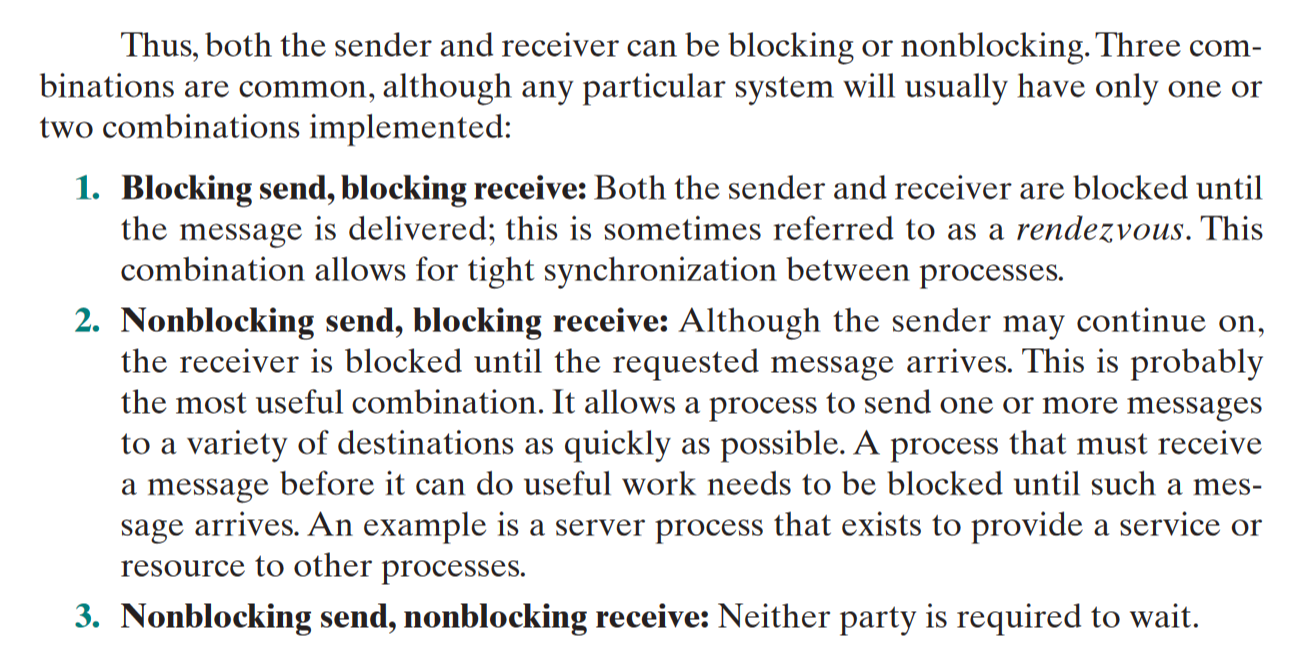 Thus, both the sender and receiver can be blocking or nonblocking. Three com-
binations are common, although any particular system will usually have only one or
two combinations implemented:
1. Blocking send, blocking receive: Both the sender and receiver are blocked until
the message is delivered; this is sometimes referred to as a rendezvous. This
combination allows for tight synchronization between processes.
2. Nonblocking send, blocking receive: Although the sender may continue on,
the receiver is blocked until the requested message arrives. This is probably
the most useful combination. It allows a process to send one or more messages
to a variety of destinations as quickly as possible. A process that must receive
a message before it can do useful work needs to be blocked until such a mes-
sage arrives. An example is a server process that exists to provide a service or
resource to other processes.
3. Nonblocking send, nonblocking receive: Neither party is required to wait.